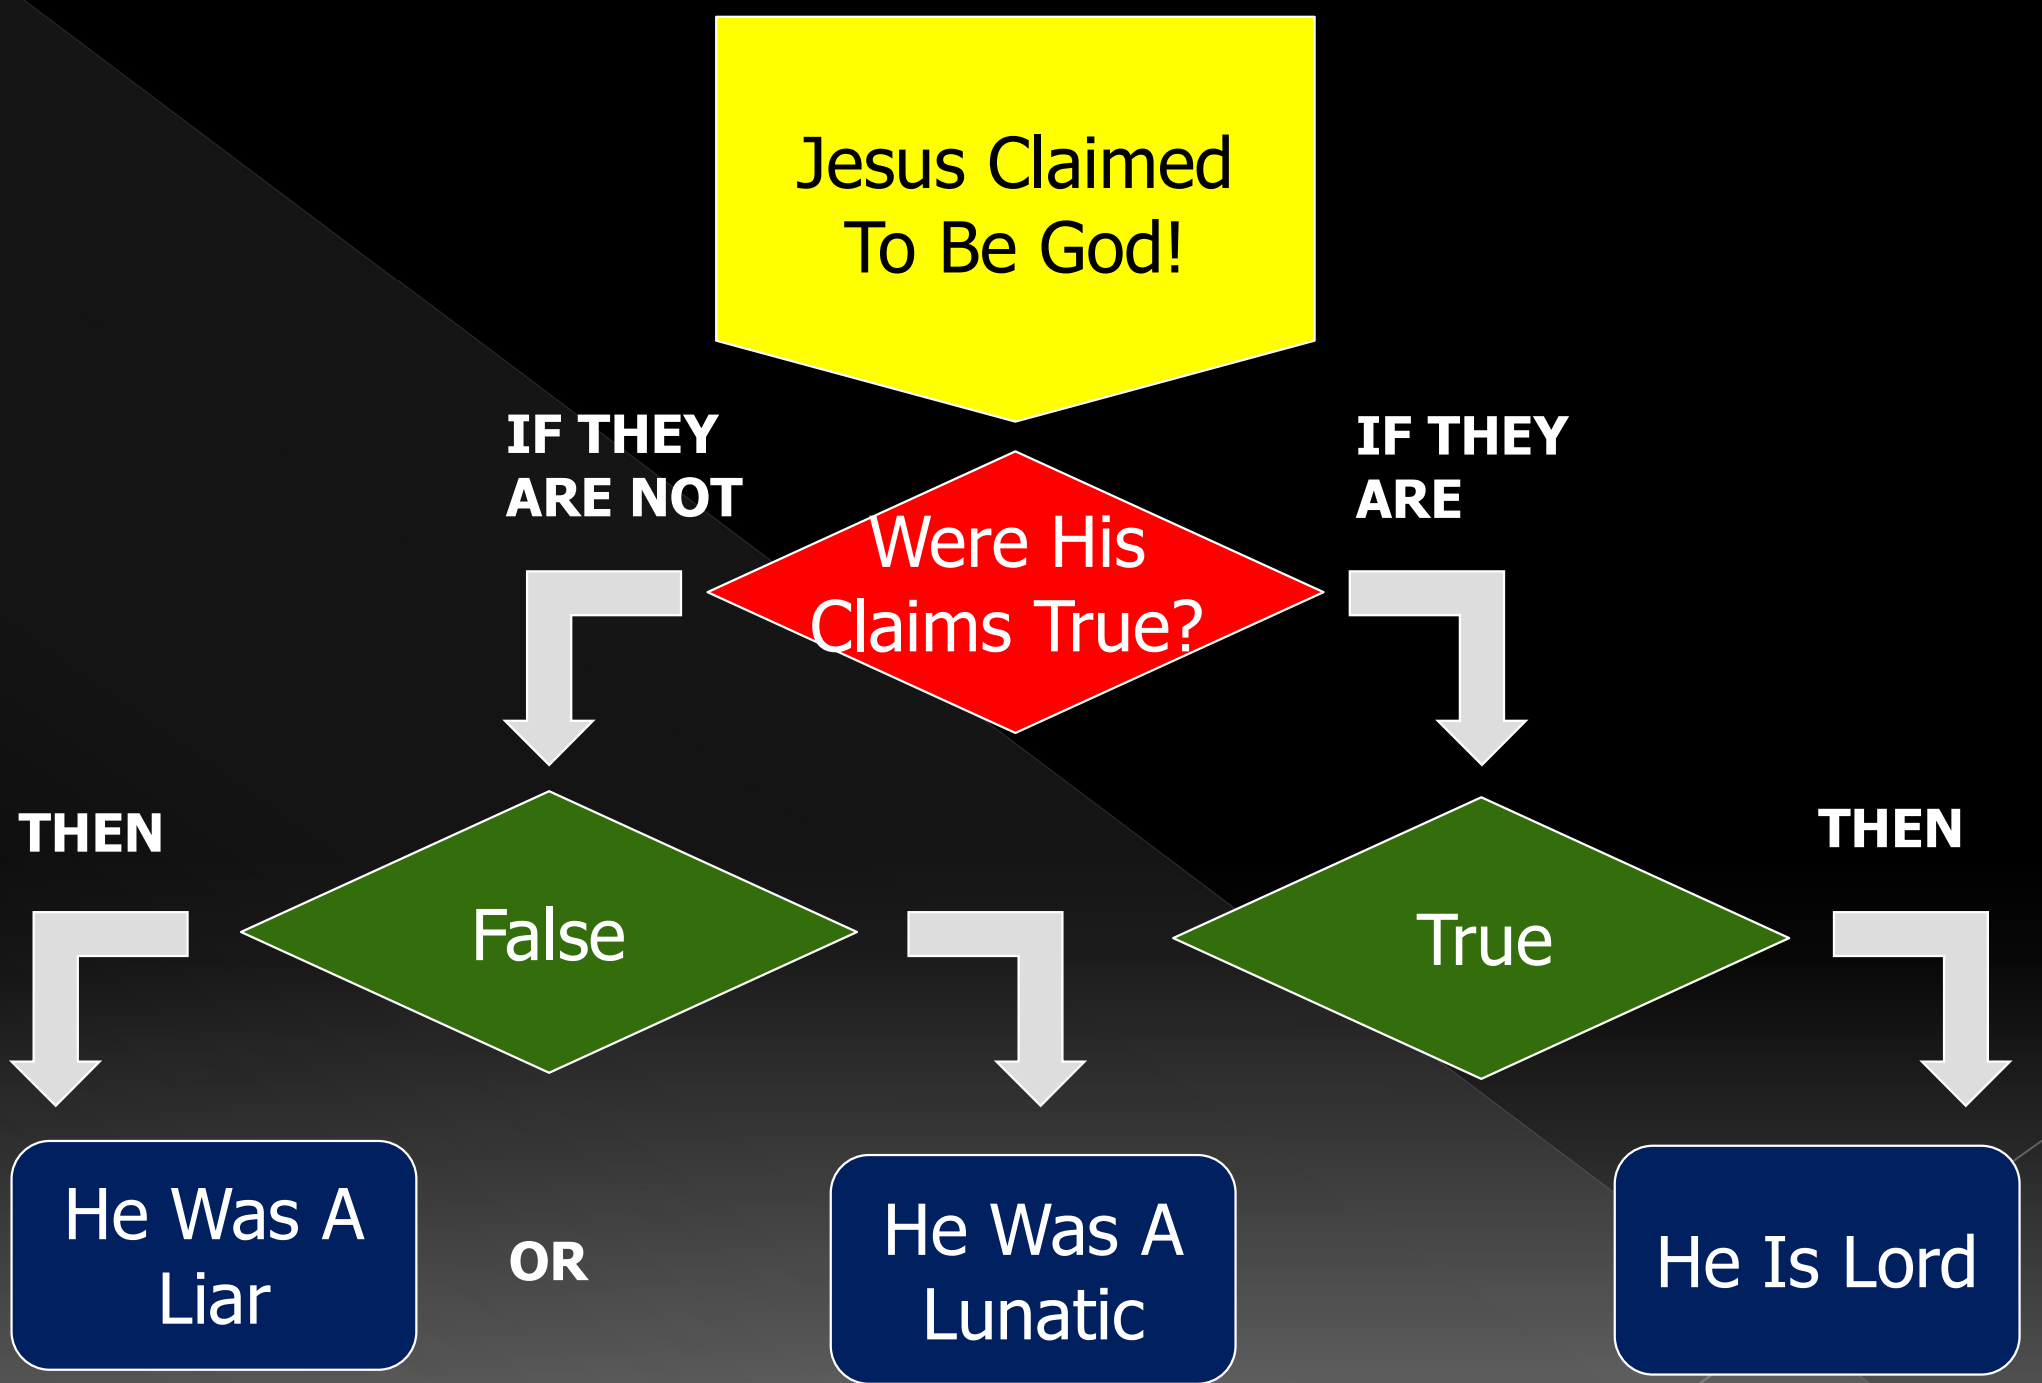 Jesus Claimed
To Be God!
IF THEY
ARE NOT
IF THEY
ARE
Were His
Claims True?
THEN
False
True
THEN
He Was A
Liar
OR
He Was A
Lunatic
He Is Lord